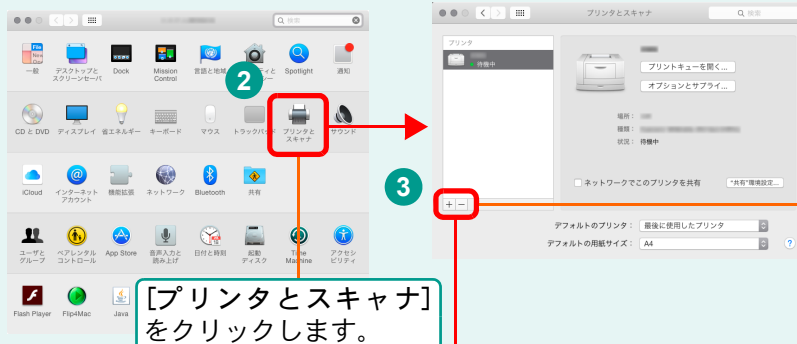 検索
File
New
一般
デスクトップと
スクリーンセーバ
Dock
Mission
Control
言語と地域
Spotlight
通知
2
CD と DVD
ディスプレイ
省エネルギー
キーボード
マウス
トラックパッド
プリンタと
スキャナ
サウンド
iCloud
インターネット
アカウント
機能拡張
ネットワーク
Bluetooth
共有
ユーザと
グループ
ペアレンタル
コントロール
App Store
音声入力と
読み上げ
日付と時刻
起動
ディスク
Time
Machine
アクセシ
ビリティ
Flash Player
Flip4Mac
Java
[プリンタとスキャナ]
をクリックします。
3
プリンタとスキャナ
検索
プリンタ
待機中
プリントキューを開く...
オプションとサプライ...
場所：
種類：
状況： 待機中
ネットワークでこのプリンタを共有
"共有"環境設定...
+ −
デフォルトのプリンタ： 最後に使用したプリンタ
デフォルトの用紙サイズ： A4
?